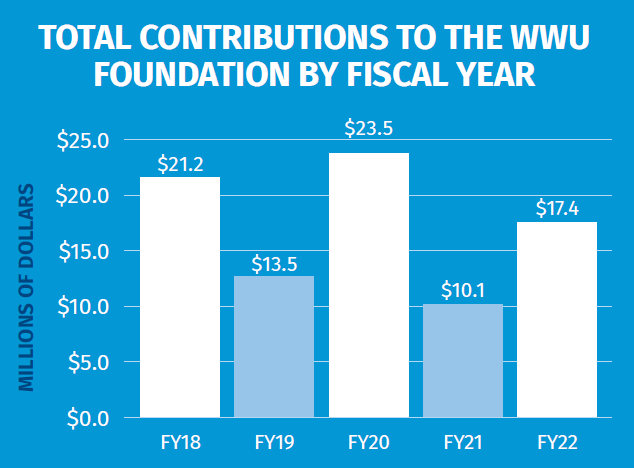 TOTAL CONTRIBUTIONS TO THE WWU
FOUNDATION BY FISCAL YEAR
MILLIONS OF DOLLARS
$25.0
$20.0
$15.0
$10.0
$5.0
$0.0
$21.2
$13.5
$23.5
$10.1
$17.4
FY18
FY19
FY20
FY21
FY22